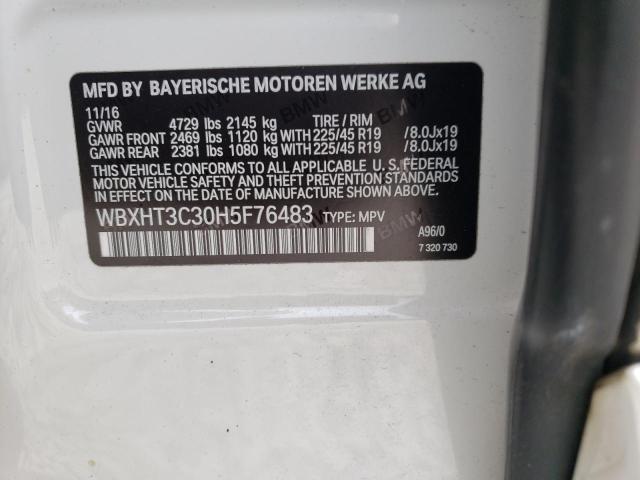 MFD BY BAYERISCHE MOTOREN WERKE AG
11/16
GVWR 4729 lbs 2145 kg TIRE / RIM
GAWR FRONT 2469 lbs 1120 kg WITH 225/45 R19 /8.0Jx19
GAWR REAR 2381 lbs 1080 kg WITH 225/45 R19 /8.0Jx19
THIS VEHICLE CONFORMS TO ALL APPLICABLE U. S. FEDERAL
MOTOR VEHICLE SAFETY AND THEFT PREVENTION STANDARDS
IN EFFECT ON THE DATE OF MANUFACTURE SHOWN ABOVE.
WBXHT3C30H5F76483 TYPE: MPV
A96/0
7 320 730